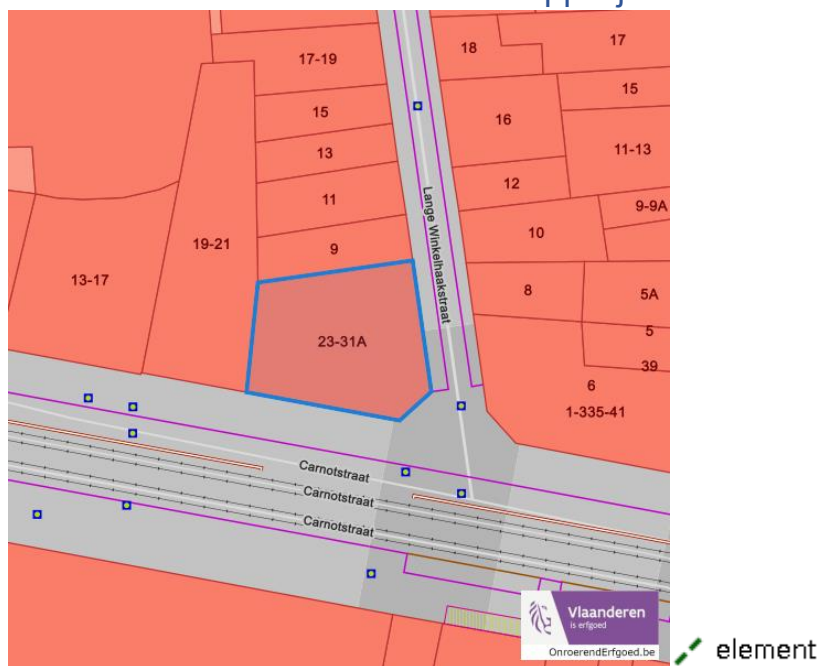 17-19
18
17
15
16
15
13
11-13
11
12
9-9A
19-21
10
9
13-17
8
5A
23-31A
5
39
6
1-335-41
Lange Winkelhaakstraat
Carnotstraat
Carnotstraat
Carnotstraat
Vlaanderen
is erfgoed
OnroerendErfgoed.be
element